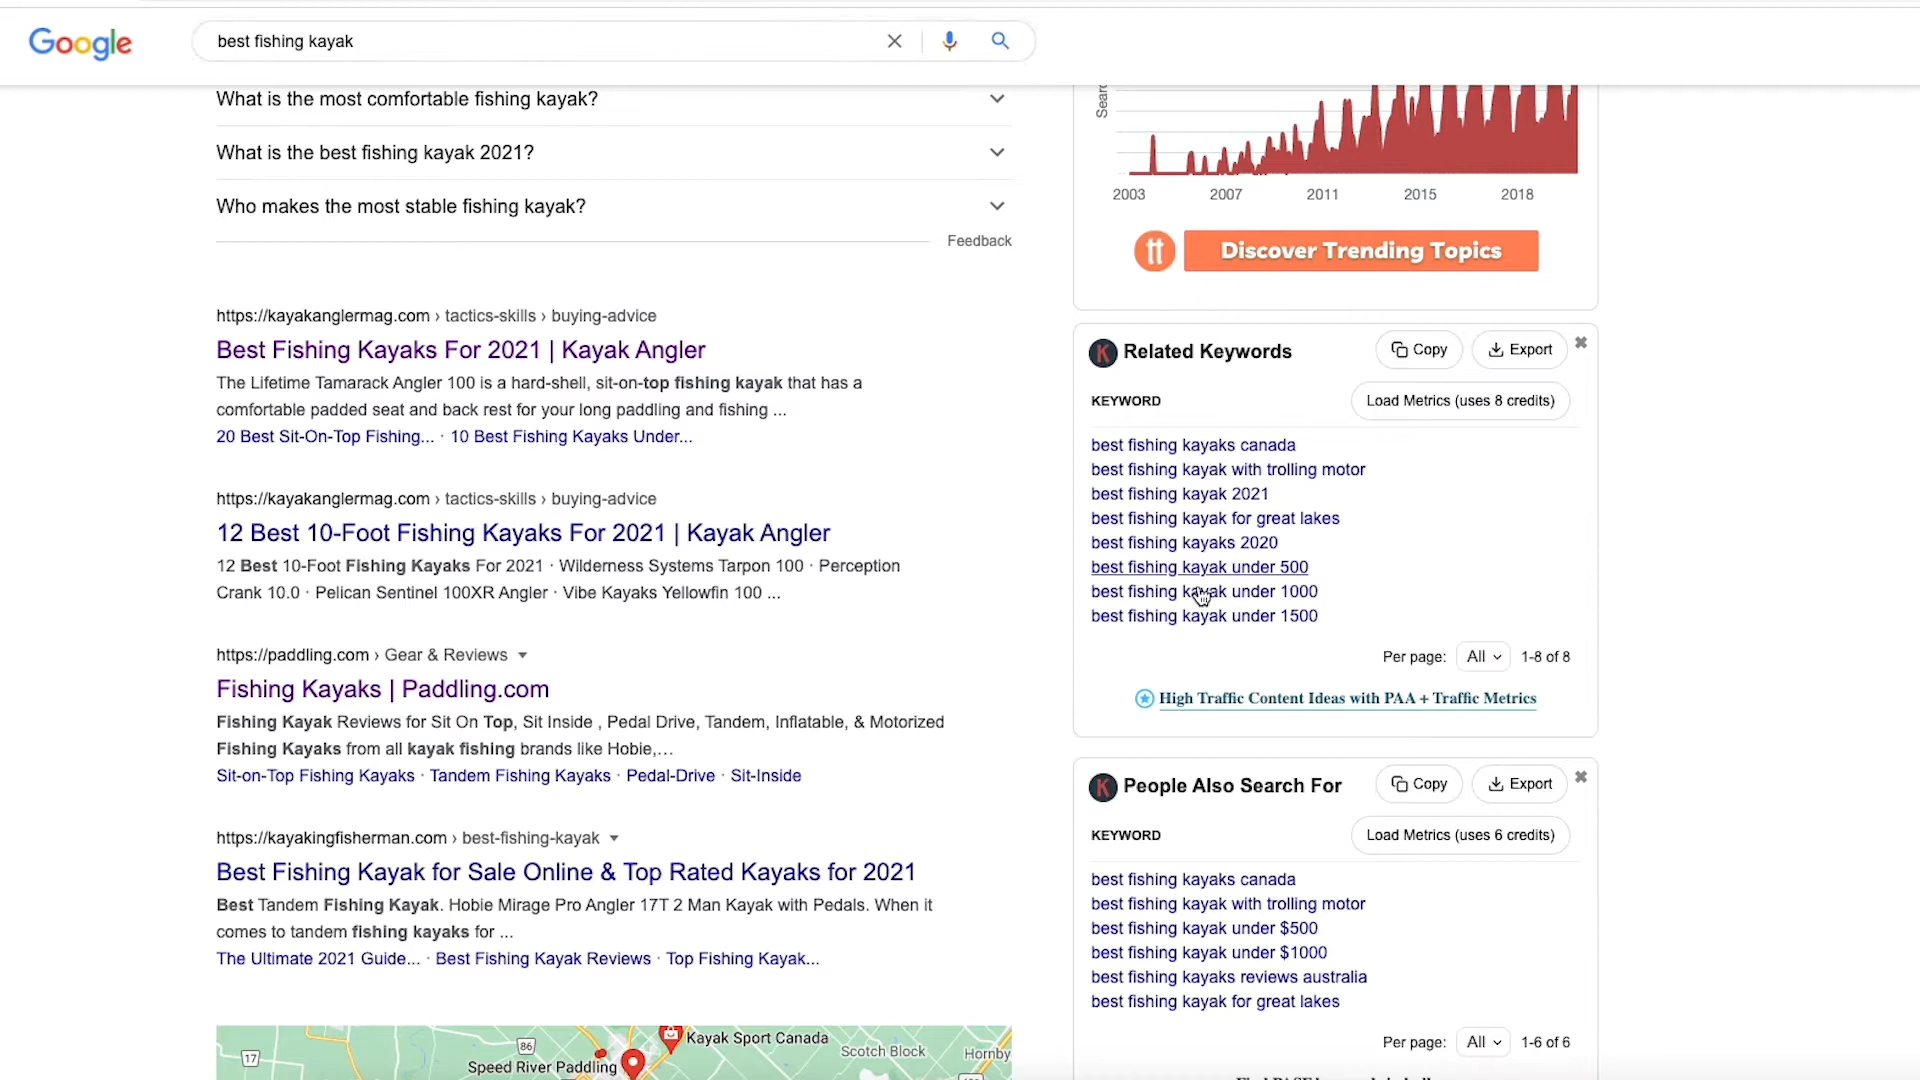 Google
best fishing kayak
What is the most comfortable fishing kayak?
What is the best fishing kayak 2021?
Who makes the most stable fishing kayak?
Feedback
https://kayakanglermag.com › tactics-skills › buying-advice
Best Fishing Kayaks For 2021 | Kayak Angler
The Lifetime Tamarack Angler 100 is a hard-shell, sit-on-top fishing kayak that has a
comfortable padded seat and back rest for your long paddling and fishing ...
20 Best Sit-On-Top Fishing... · 10 Best Fishing Kayaks Under...
https://kayakanglermag.com › tactics-skills › buying-advice
12 Best 10-Foot Fishing Kayaks For 2021 | Kayak Angler
12 Best 10-Foot Fishing Kayaks For 2021 · Wilderness Systems Tarpon 100 · Perception
Crank 10.0 · Pelican Sentinel 100XR Angler · Vibe Kayaks Yellowfin 100 ...
https://paddling.com › Gear & Reviews
Fishing Kayaks | Paddling.com
Fishing Kayak Reviews for Sit On Top, Sit Inside , Pedal Drive, Tandem, Inflatable, & Motorized
Fishing Kayaks from all kayak fishing brands like Hobie,...
Sit-on-Top Fishing Kayaks · Tandem Fishing Kayaks · Pedal-Drive · Sit-Inside
https://kayakingfisherman.com › best-fishing-kayak
Best Fishing Kayak for Sale Online & Top Rated Kayaks for 2021
Best Tandem Fishing Kayak. Hobie Mirage Pro Angler 17T 2 Man Kayak with Pedals. When it
comes to tandem fishing kayaks for ...
The Ultimate 2021 Guide... · Best Fishing Kayak Reviews · Top Fishing Kayak...
Kayak Sport Canada
86
17
Scotch Block
Hornby
Speed River Paddling
2003 2007 2011 2015 2018
tt Discover Trending Topics
K Related Keywords
Copy
Export
KEYWORD
Load Metrics (uses 8 credits)
best fishing kayaks canada
best fishing kayak with trolling motor
best fishing kayak 2021
best fishing kayak for great lakes
best fishing kayaks 2020
best fishing kayak under 500
best fishing kayak under 1000
best fishing kayak under 1500
Per page: All 1-8 of 8
High Traffic Content Ideas with PAA + Traffic Metrics
K People Also Search For
Copy
Export
KEYWORD
Load Metrics (uses 6 credits)
best fishing kayaks canada
best fishing kayak with trolling motor
best fishing kayak under $500
best fishing kayak under $1000
best fishing kayaks reviews australia
best fishing kayak for great lakes
Per page: All 1-6 of 6